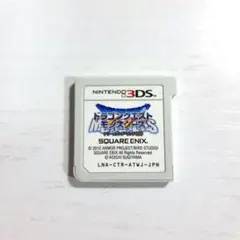 NINTENDO 3DS
ドラゴンクエスト
モンスターズ
SQUARE ENIX.
© 2012 ARMOR PROJECT/BIRD STUDIO/
SQUARE ENIX All Rights Reserved.
© KOICHI SUGIYAMA
LNA-CTR-ATWJ-JPN